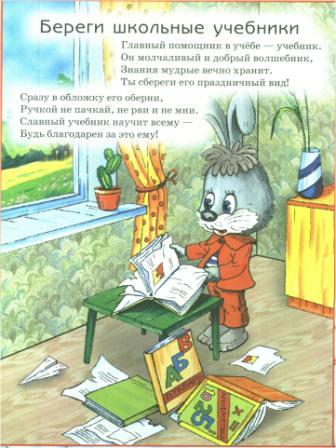 Береги школьные учебники
Главный помощник в учёбе — учебник.
Он молчаливый и добрый волшебник,
Знания мудрые вечно хранит.
Ты сбереги его праздничный вид!
Сразу в обложку его оберни,
Ручкой не пачкай, не рви и не мни.
Славный учебник научит всему —
Будь благодарен за это ему!
А
Б
В